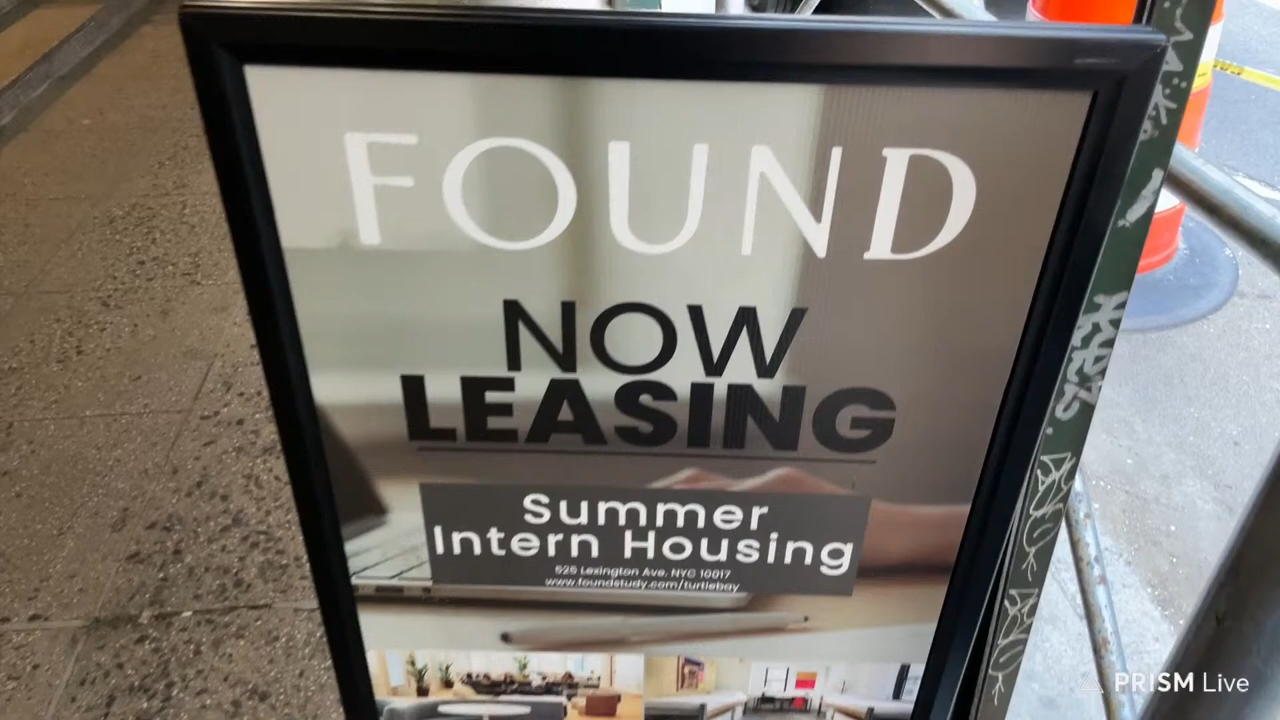 FOUND
NOW
LEASING
Summer
Intern Housing
525 Lexington Ave, NYC 10017
www.foundstudy.com/turtlebay
PRISM Live